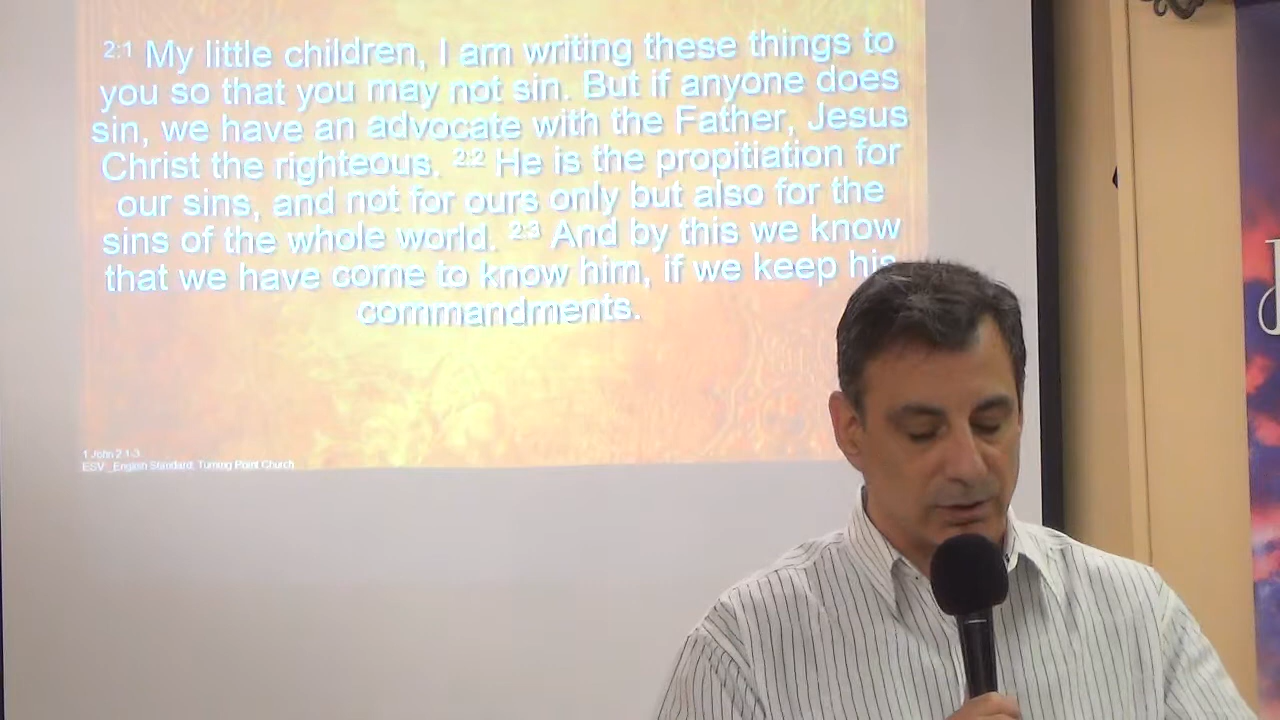 2:1 My little children, I am writing these things to
you so that you may not sin. But if anyone does
sin, we have an advocate with the Father, Jesus
Christ the righteous. 2:2 He is the propitiation for
our sins, and not for ours only but also for the
sins of the whole world. 2:3 And by this we know
that we have come to know him, if we keep his
commandments.
1 John 2:1-3
ESV_English Standard: Turning Point Church